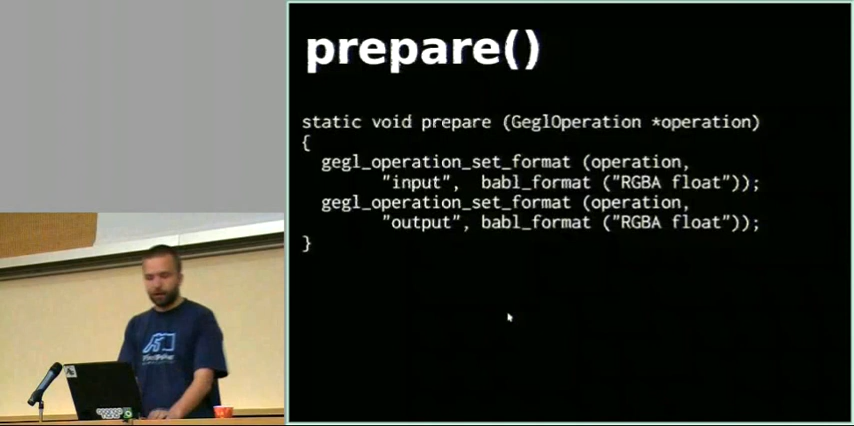 prepare()
static void prepare (GeglOperation *operation)
{
gegl_operation_set_format (operation,
"input", babl_format ("RGBA float"));
gegl_operation_set_format (operation,
"output", babl_format ("RGBA float"));
}